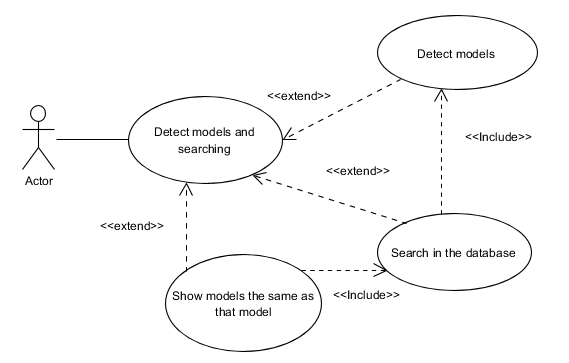 Detect models
<<extend>>
Detect models and
searching
<<Include>>
<<extend>>
Actor
<<extend>>
Search in the database
Show models the same as
that model
<<Include>>